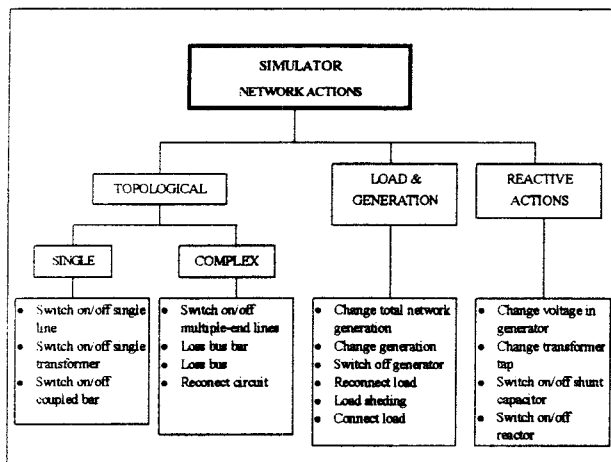 SIMULATOR
NETWORK ACTIONS
TOPOLOGICAL
LOAD &
GENERATION
REACTIVE
ACTIONS
SINGLE
COMPLEX
• Switch on/off single
line
• Switch on/off single
transformer
• Switch on/off
coupled bar
• Switch on/off
multiple-end lines
• Loss bus bar
• Loss bus
• Reconect circuit
• Change total network
generation
• Change generation
• Switch off generator
• Reconnect load
• Load sheding
• Connect load
• Change voltage in
generator
• Change transformer
tap
• Switch on/off shunt
capacitor
• Switch on/off
reactor